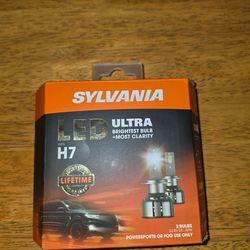 SYLVANIA
LED
ULTRA
BRIGHTEST BULB
+MOST CLARITY
H7
LIFETIME
2 BULBS
POWERSPORTS OR FOG USE ONLY